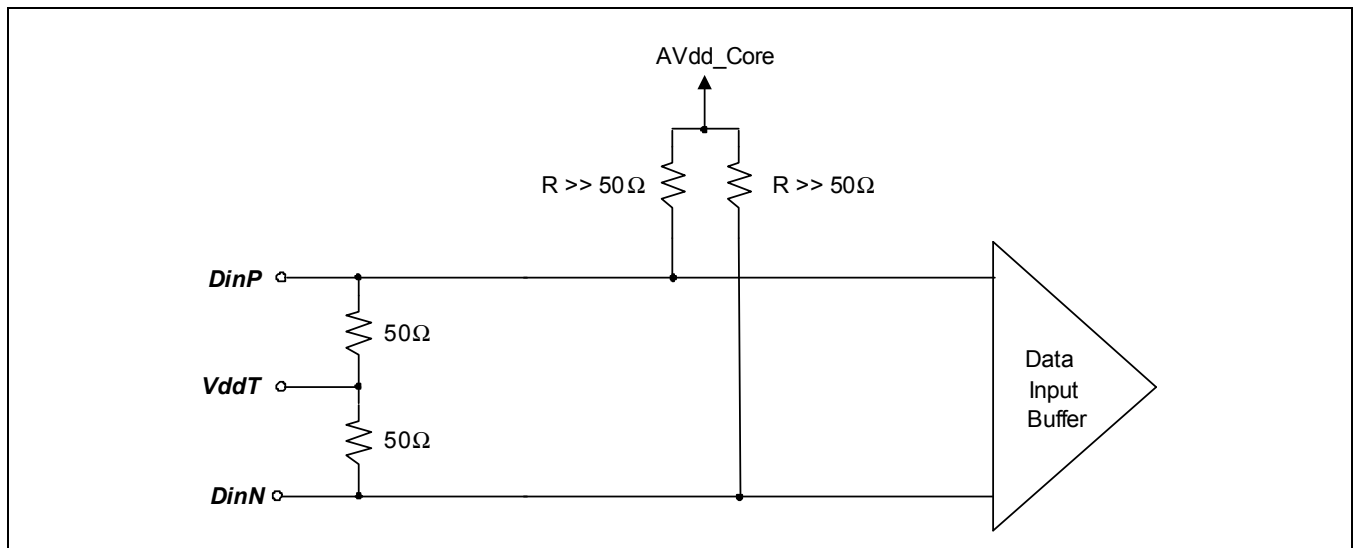 AVdd_Core
R >> 50Ω
R >> 50Ω
DinP
50Ω
VddT
50Ω
DinN
Data
Input
Buffer